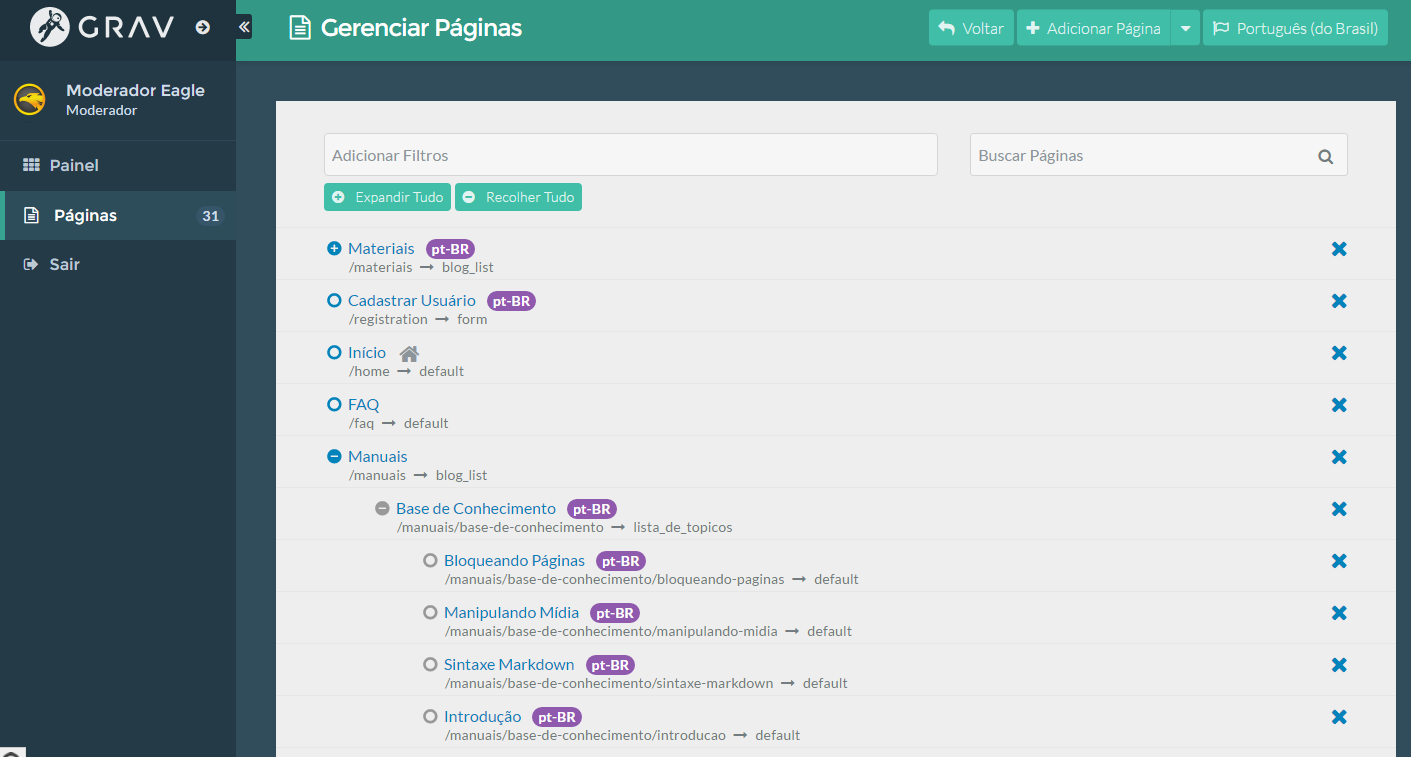 GRAV
Gerenciar Páginas
Voltar
Adicionar Página
Português (do Brasil)
Moderador Eagle
Moderador
Painel
Páginas 31
Sair
Adicionar Filtros
Buscar Páginas
Expandir Tudo
Recolher Tudo
Materiais pt-BR
/materiais → blog_list
Cadastrar Usuário pt-BR
/registration → form
Início
/home → default
FAQ
/faq → default
Manuais
/manuais → blog_list
Base de Conhecimento pt-BR
/manuais/base-de-conhecimento → lista_de_topicos
Bloqueando Páginas pt-BR
/manuais/base-de-conhecimento/bloqueando-paginas → default
Manipulando Mídia pt-BR
/manuais/base-de-conhecimento/manipulando-midia → default
Sintaxe Markdown pt-BR
/manuais/base-de-conhecimento/sintaxe-markdown → default
Introdução pt-BR
/manuais/base-de-conhecimento/introducao → default